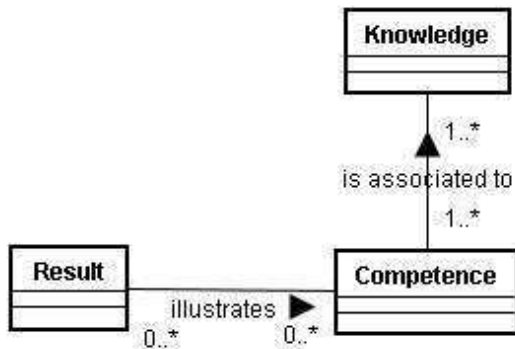 Knowledge
1..*
is associated to
1..*
Result
Competence
illustrates
0..*
0..*